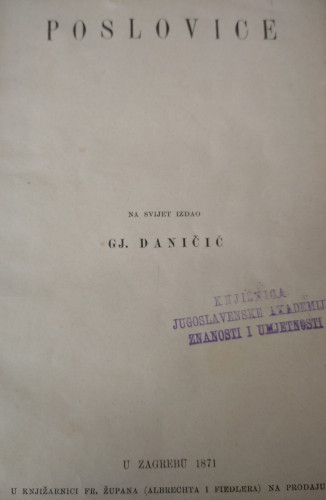 POSLOVICE
NA SVIJET IZDAO
GJ. DANIČIĆ
KNJIŽNICA
JUGOSLAVENSKE AKADEMIJ
ZNANOSTI I UMJETNOSTI
U ZAGREBU 1871
U KNJIŽARNICI FR. ŽUPANA (ALBRECHTA I FIEDLERA) NA PRODAJU